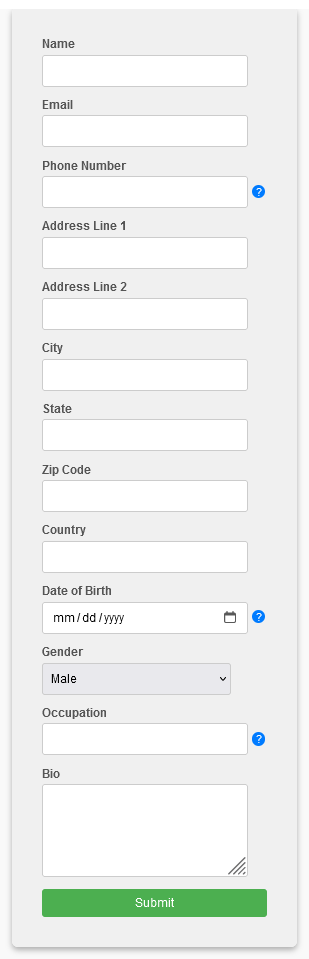 Name
Email
Phone Number
?
Address Line 1
Address Line 2
City
State
Zip Code
Country
Date of Birth
mm/dd/yyyy ?
Gender
Male
Occupation
?
Bio
Submit